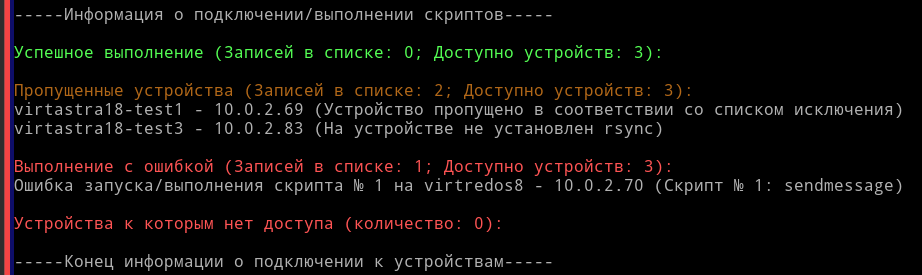 -----Информация о подключении/выполнении скриптов-----
Успешное выполнение (Записей в списке: 0; Доступно устройств: 3):
Пропущенные устройства (Записей в списке: 2; Доступно устройств: 3):
virtastra18-test1 - 10.0.2.69 (Устройство пропущено в соответствии со списком исключения)
virtastra18-test3 - 10.0.2.83 (На устройстве не установлен rsync)
Выполнение с ошибкой (Записей в списке: 1; Доступно устройств: 3):
Ошибка запуска/выполнения скрипта № 1 на virtredos8 - 10.0.2.70 (Скрипт № 1: sendmessage)
Устройства к которым нет доступа (количество: 0):
-----Конец информации о подключении к устройствам-----